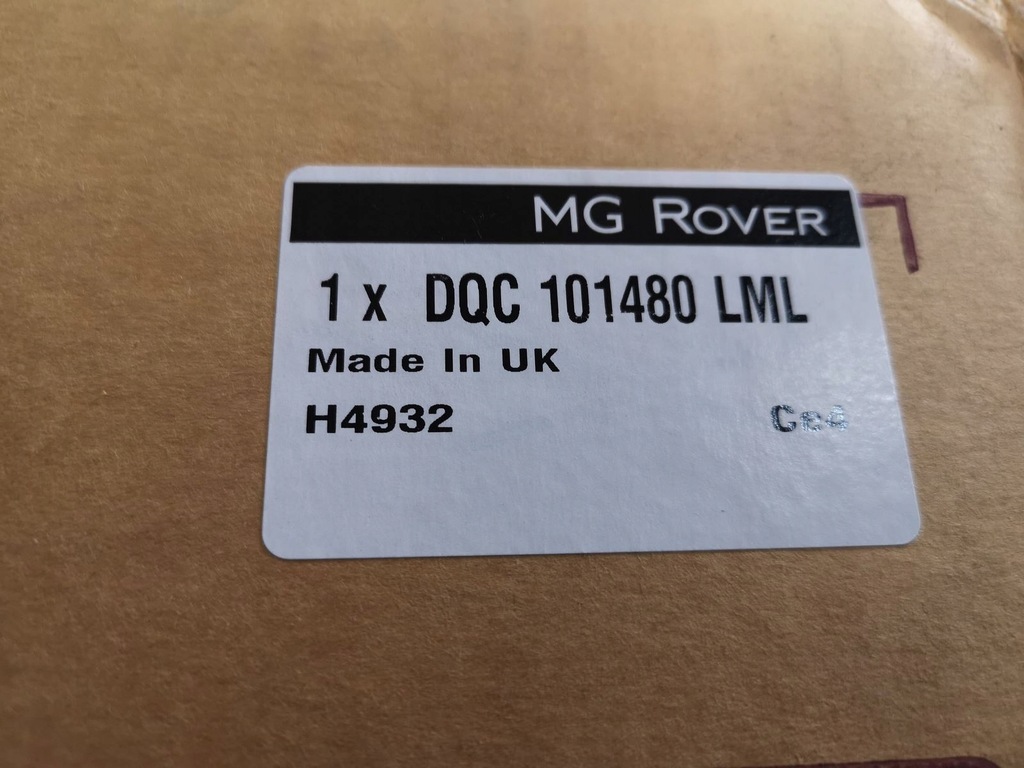 MG ROVER
1 x DQC 101480 LML
Made In UK
H4932